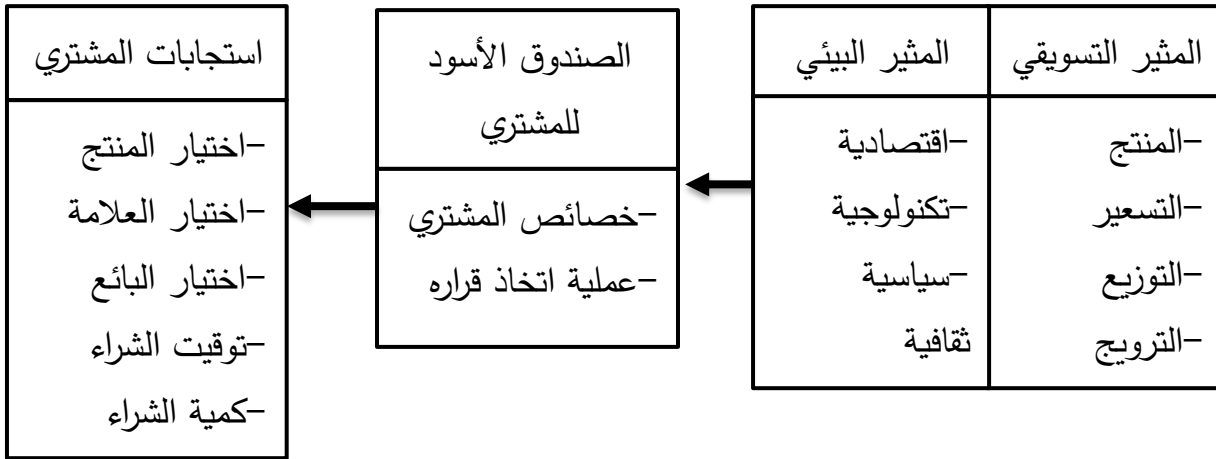 المثير التسويقي
المثير البيئي
-المنتج
-التسعير
-التوزيع
-الترويج
-اقتصادية
-تكنولوجية
-سياسية
ثقافية
الصندوق الأسود
للمشتري
-خصائص المشتري
-عملية اتخاذ قراره
استجابات المشتري
-اختيار المنتج
-اختيار العلامة
-اختيار البائع
-توقيت الشراء
-كمية الشراء